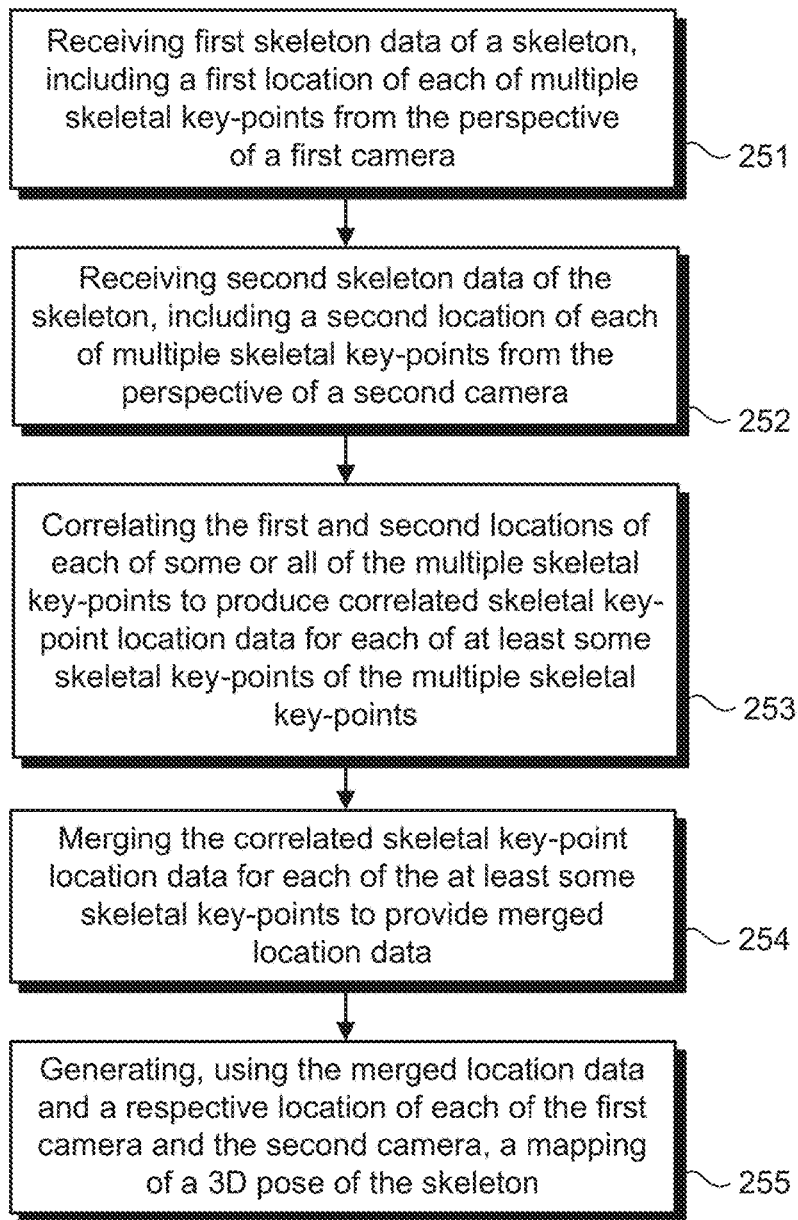 Receiving first skeleton data of a skeleton,
including a first location of each of multiple
skeletal key-points from the perspective
of a first camera
251
Receiving second skeleton data of the
skeleton, including a second location of each
of multiple skeletal key-points from the
perspective of a second camera
252
Correlating the first and second locations of
each of some or all of the multiple skeletal
key-points to produce correlated skeletal key-
point location data for each of at least some
skeletal key-points of the multiple skeletal
key-points
253
Merging the correlated skeletal key-point
location data for each of the at least some
skeletal key-points to provide merged
location data
254
Generating, using the merged location data
and a respective location of each of the first
camera and the second camera, a mapping
of a 3D pose of the skeleton
255